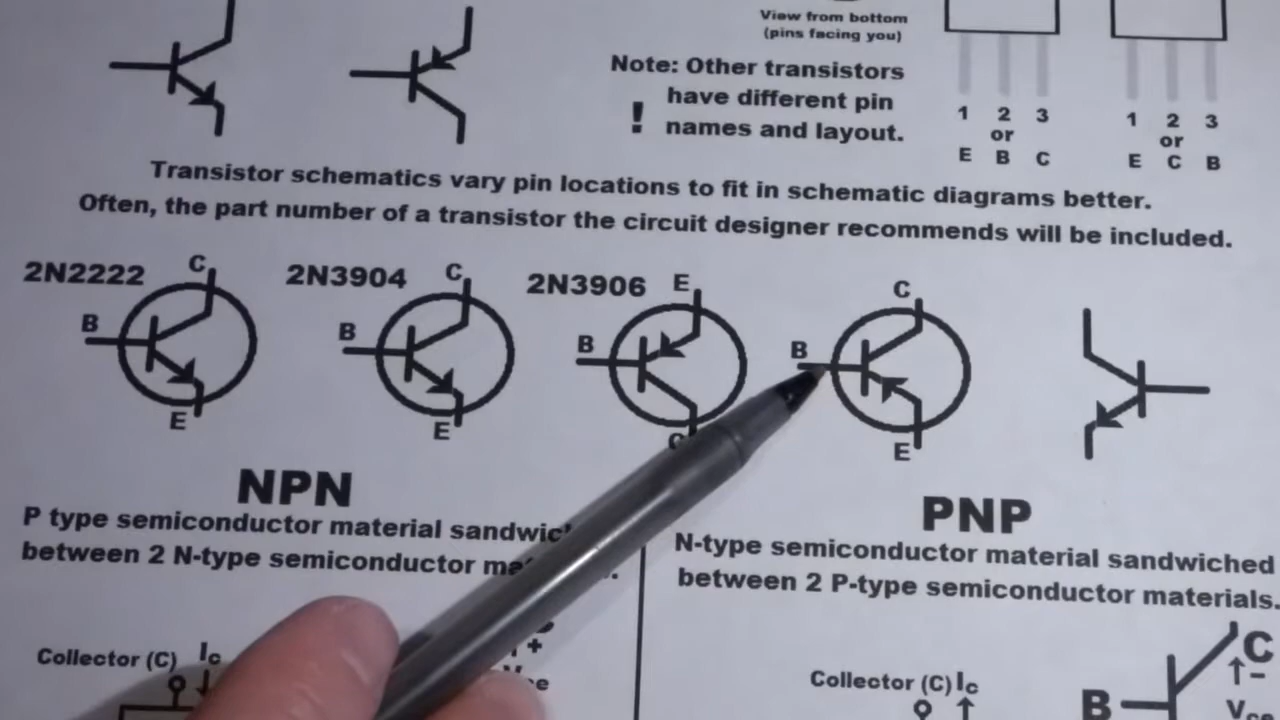 View from bottom
(pins facing you)
Note: Other transistors
have different pin
! names and layout.
1 2 3
or
E B C
1 2 3
or
E C B
Transistor schematics vary pin locations to fit in schematic diagrams better.
Often, the part number of a transistor the circuit designer recommends will be included.
2N2222 C
B
E
2N3904 C
B
E
2N3906 E
B
C
B
E
NPN
P type semiconductor material
between 2 N-type semiconductor
PNP
N-type semiconductor material sandwiched
between 2 P-type semiconductor materials.
Collector (C) Ic
+
Collector (C) Ic
C
-
B